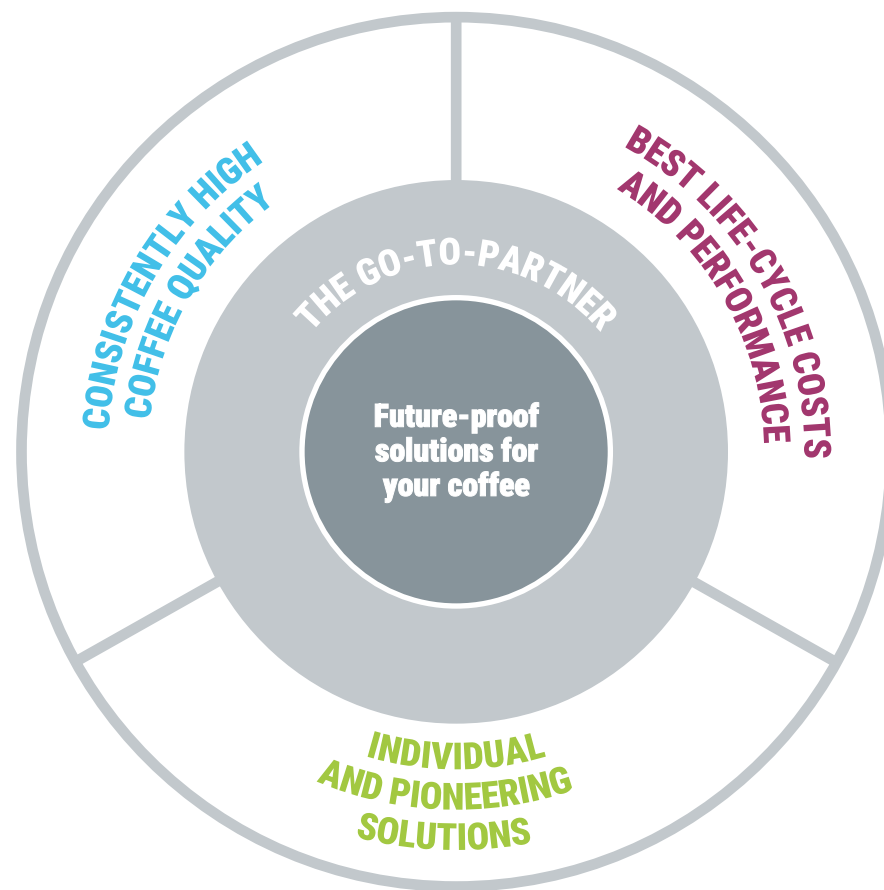 CONSISTENTLY HIGH
COFFEE QUALITY
BEST LIFE-CYCLE COSTS
AND PERFORMANCE
THE GO-TO-PARTNER
Future-proof
solutions for
your coffee
INDIVIDUAL
AND PIONEERING
SOLUTIONS